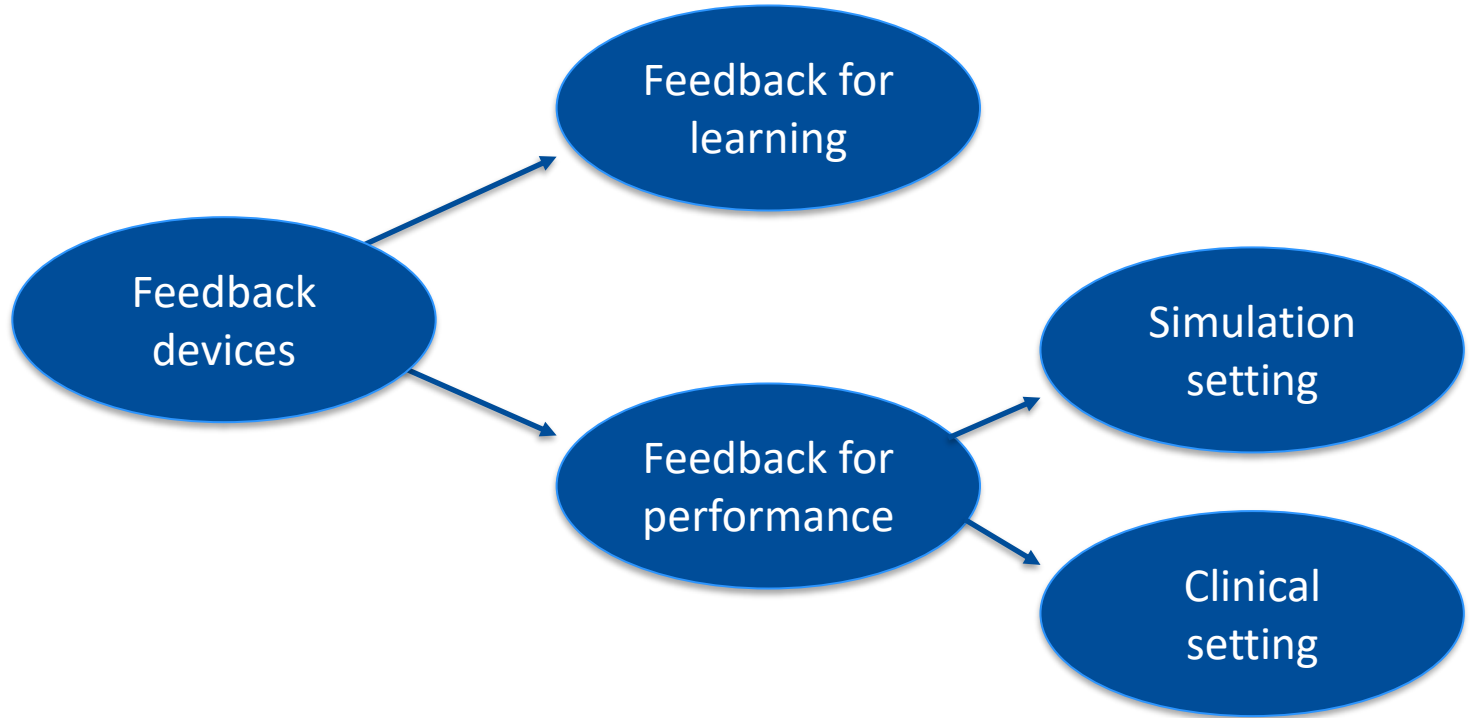 Feedback for
learning
Feedback
devices
Simulation
setting
Feedback for
performance
Clinical
setting